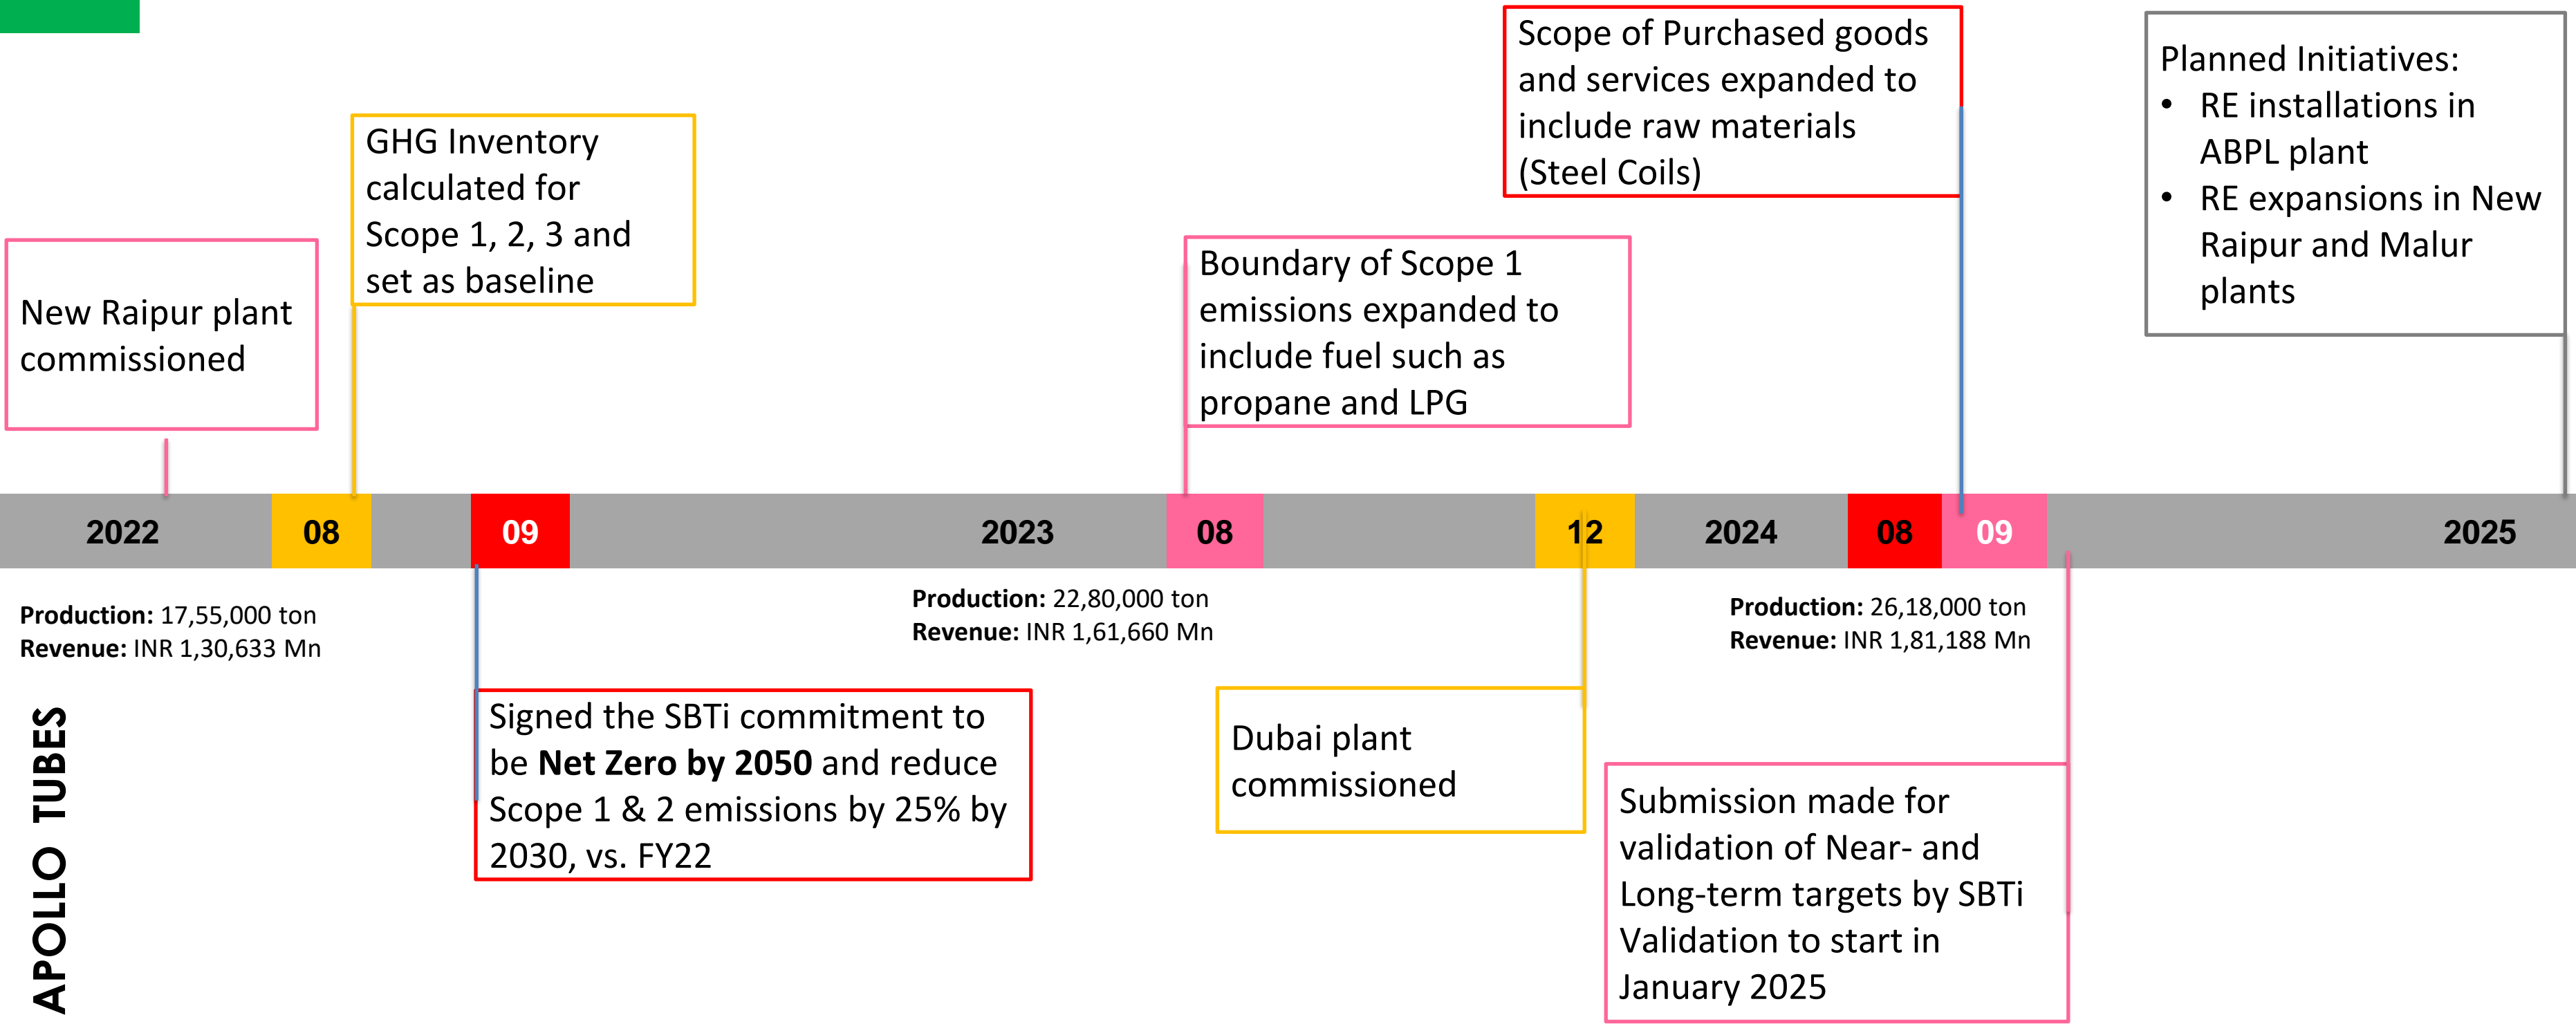 Scope of Purchased goods
and services expanded to
include raw materials
(Steel Coils)
Planned Initiatives:
• RE installations in
ABPL plant
• RE expansions in New
Raipur and Malur
plants
GHG Inventory
calculated for
Scope 1, 2, 3 and
set as baseline
New Raipur plant
commissioned
Boundary of Scope 1
emissions expanded to
include fuel such as
propane and LPG
2022 08 09 2023 08 12 2024 08 09 2025
Production: 17,55,000 ton
Revenue: INR 1,30,633 Mn
Production: 22,80,000 ton
Revenue: INR 1,61,660 Mn
Production: 26,18,000 ton
Revenue: INR 1,81,188 Mn
Signed the SBTi commitment to
be Net Zero by 2050 and reduce
Scope 1 & 2 emissions by 25% by
2030, vs. FY22
Dubai plant
commissioned
Submission made for
validation of Near- and
Long-term targets by SBTi
Validation to start in
January 2025
APOLLO TUBES